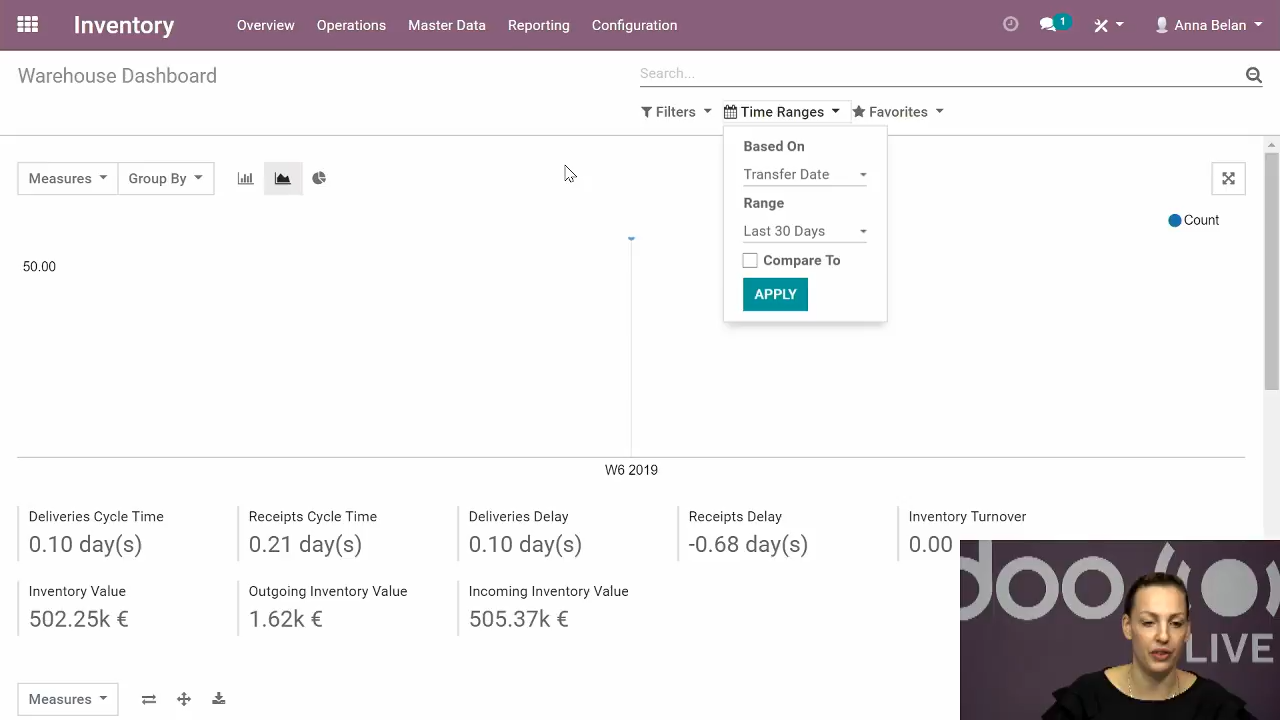 Inventory Overview Operations Master Data Reporting Configuration 1 Anna Belan
Warehouse Dashboard
Search...
Filters Time Ranges Favorites
Based On
Transfer Date
Range
Last 30 Days
Compare To
APPLY
Measures Group By
Count
50.00
W6 2019
Deliveries Cycle Time Receipts Cycle Time Deliveries Delay Receipts Delay Inventory Turnover
0.10 day(s) 0.21 day(s) 0.10 day(s) -0.68 day(s) 0.00
Inventory Value Outgoing Inventory Value Incoming Inventory Value
502.25k € 1.62k € 505.37k €
Measures
doo
LIVE